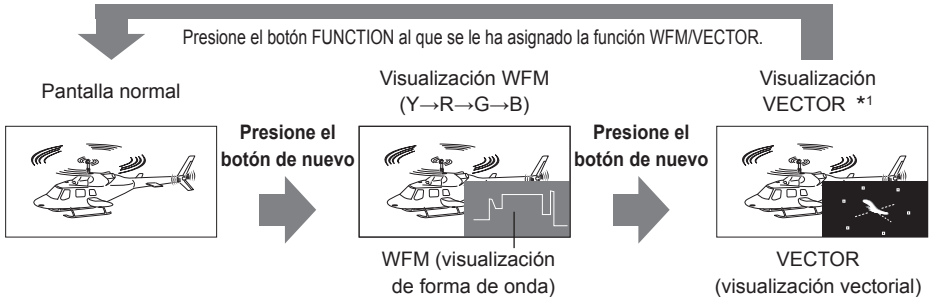 Presione el botón FUNCTION al que se le ha asignado la función WFM/VECTOR.
Pantalla normal
Presione el
botón de nuevo
Visualización WFM
(Y→R→G→B)
WFM (visualización
de forma de onda)
Presione el
botón de nuevo
Visualización
VECTOR *1
VECTOR
(visualización vectorial)